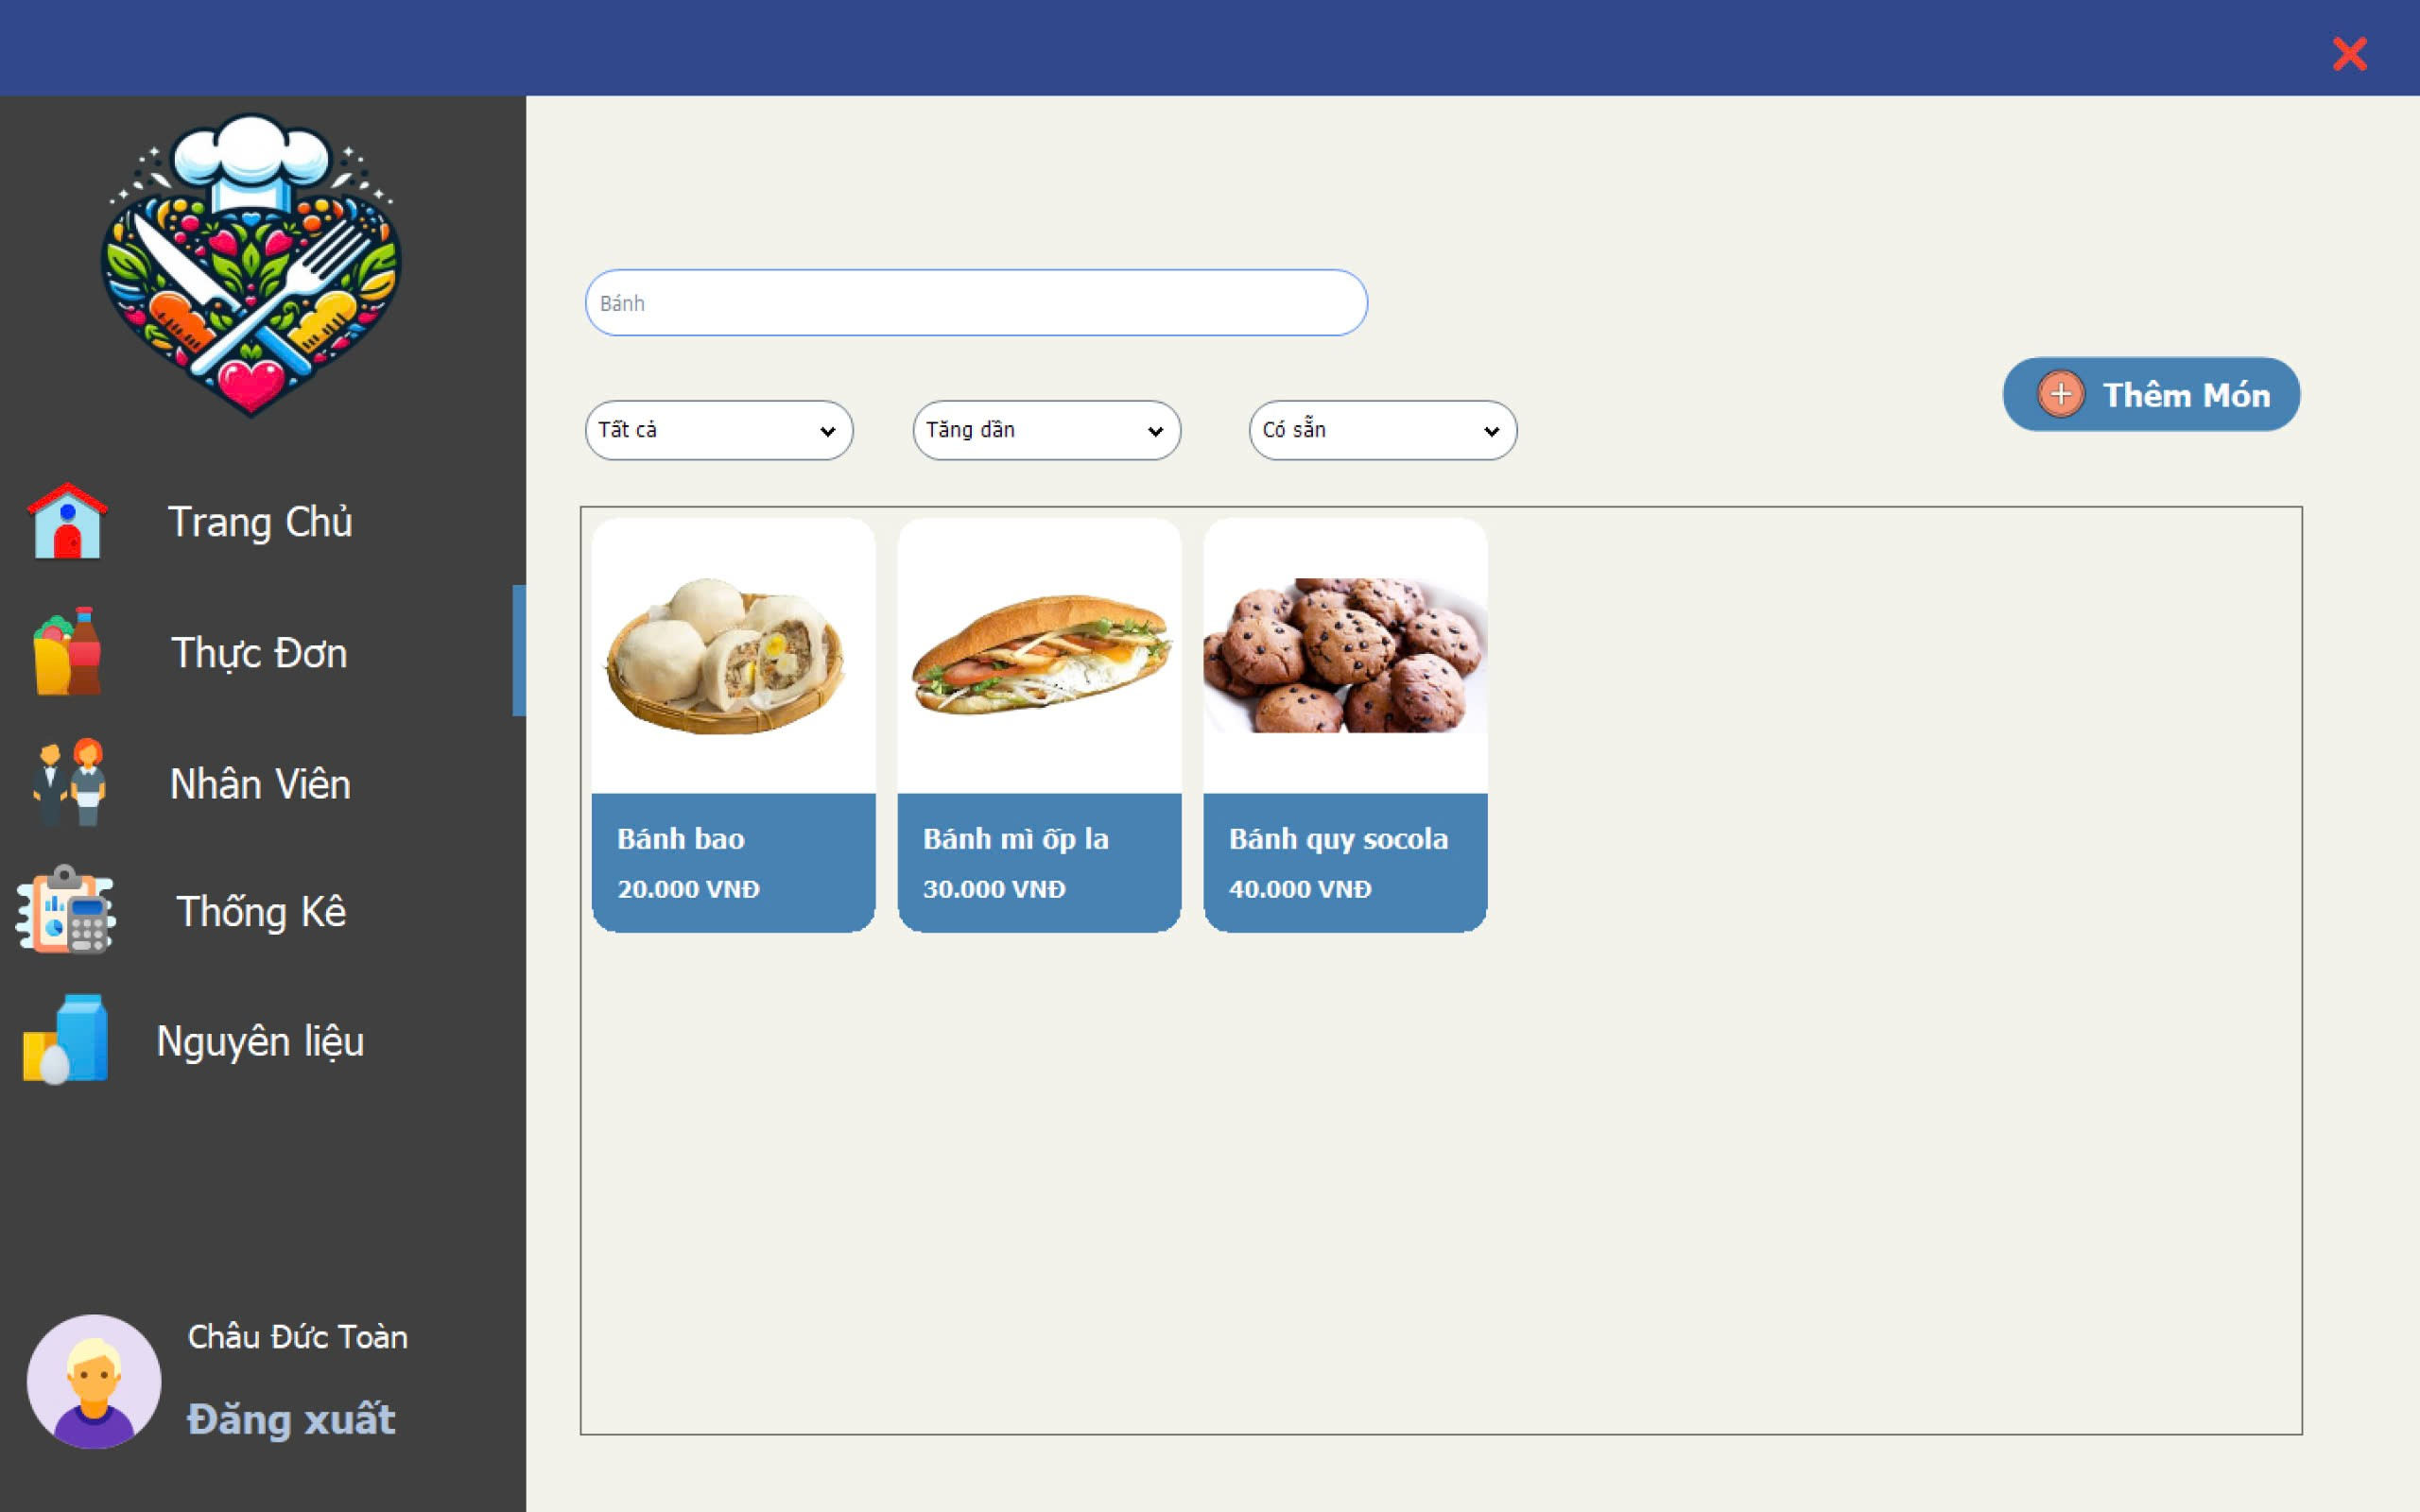 Trang Chủ
Thực Đơn
Nhân Viên
Thống Kê
Nguyên liệu
Châu Đức Toàn
Đăng xuất
Bánh
Tất cả
Tăng dần
Có sẵn
Thêm Món
Bánh bao
20.000 VNĐ
Bánh mì ốp la
30.000 VNĐ
Bánh quy socola
40.000 VNĐ